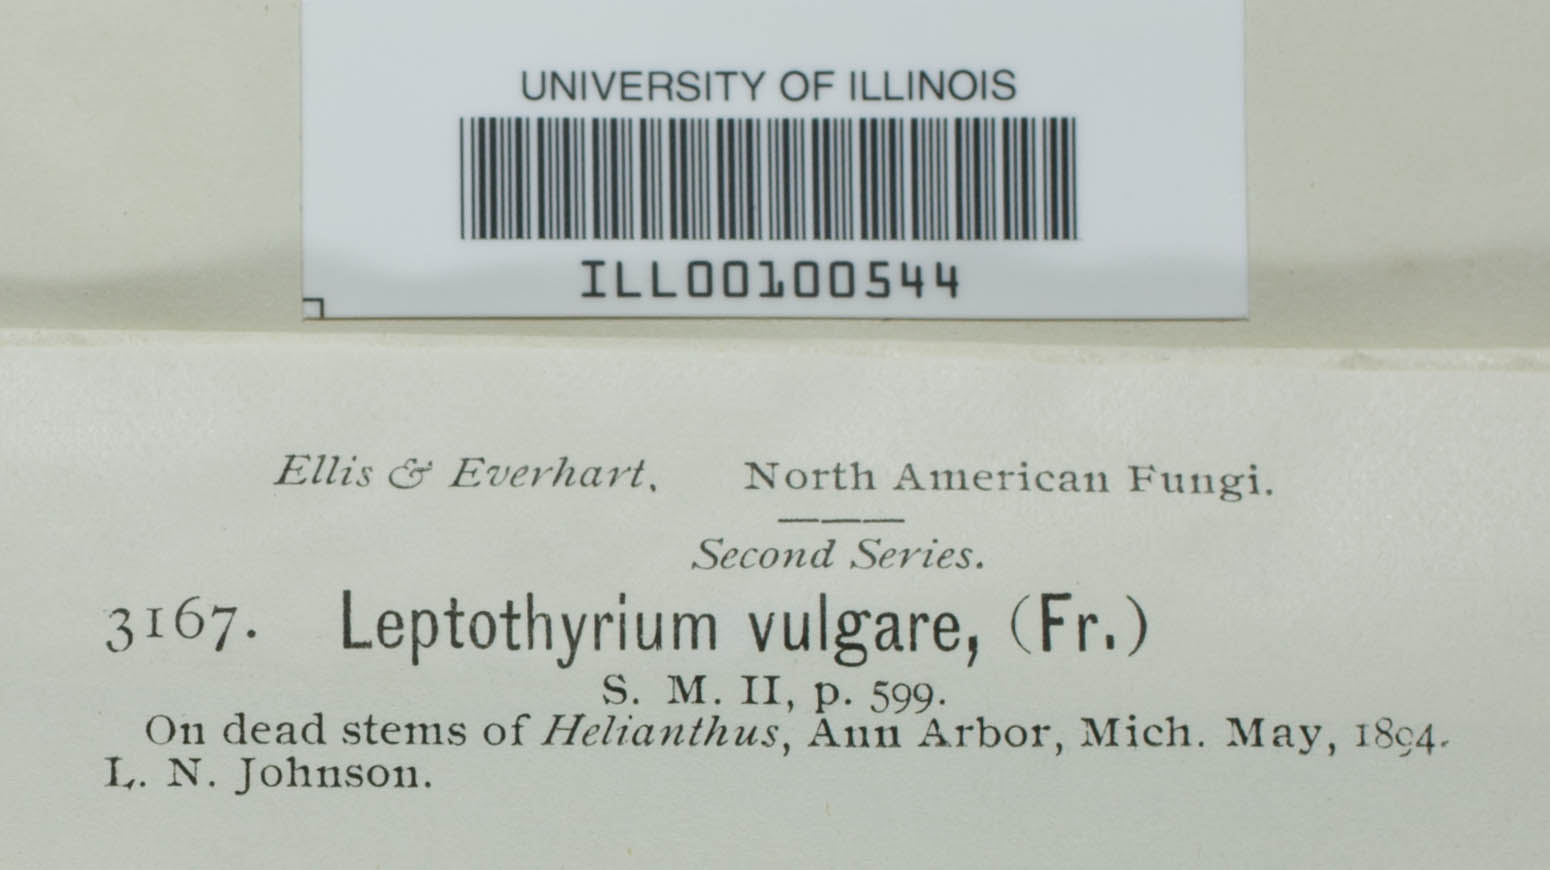 UNIVERSITY OF ILLINOIS
ILL00100544
Ellis & Everhart. North American Fungi.
Second Series.
3167. Leptothyrium vulgare, (Fr.)
S. M. II, p. 599.
On dead stems of Helianthus, Ann Arbor, Mich. May, 1894.
L. N. Johnson.